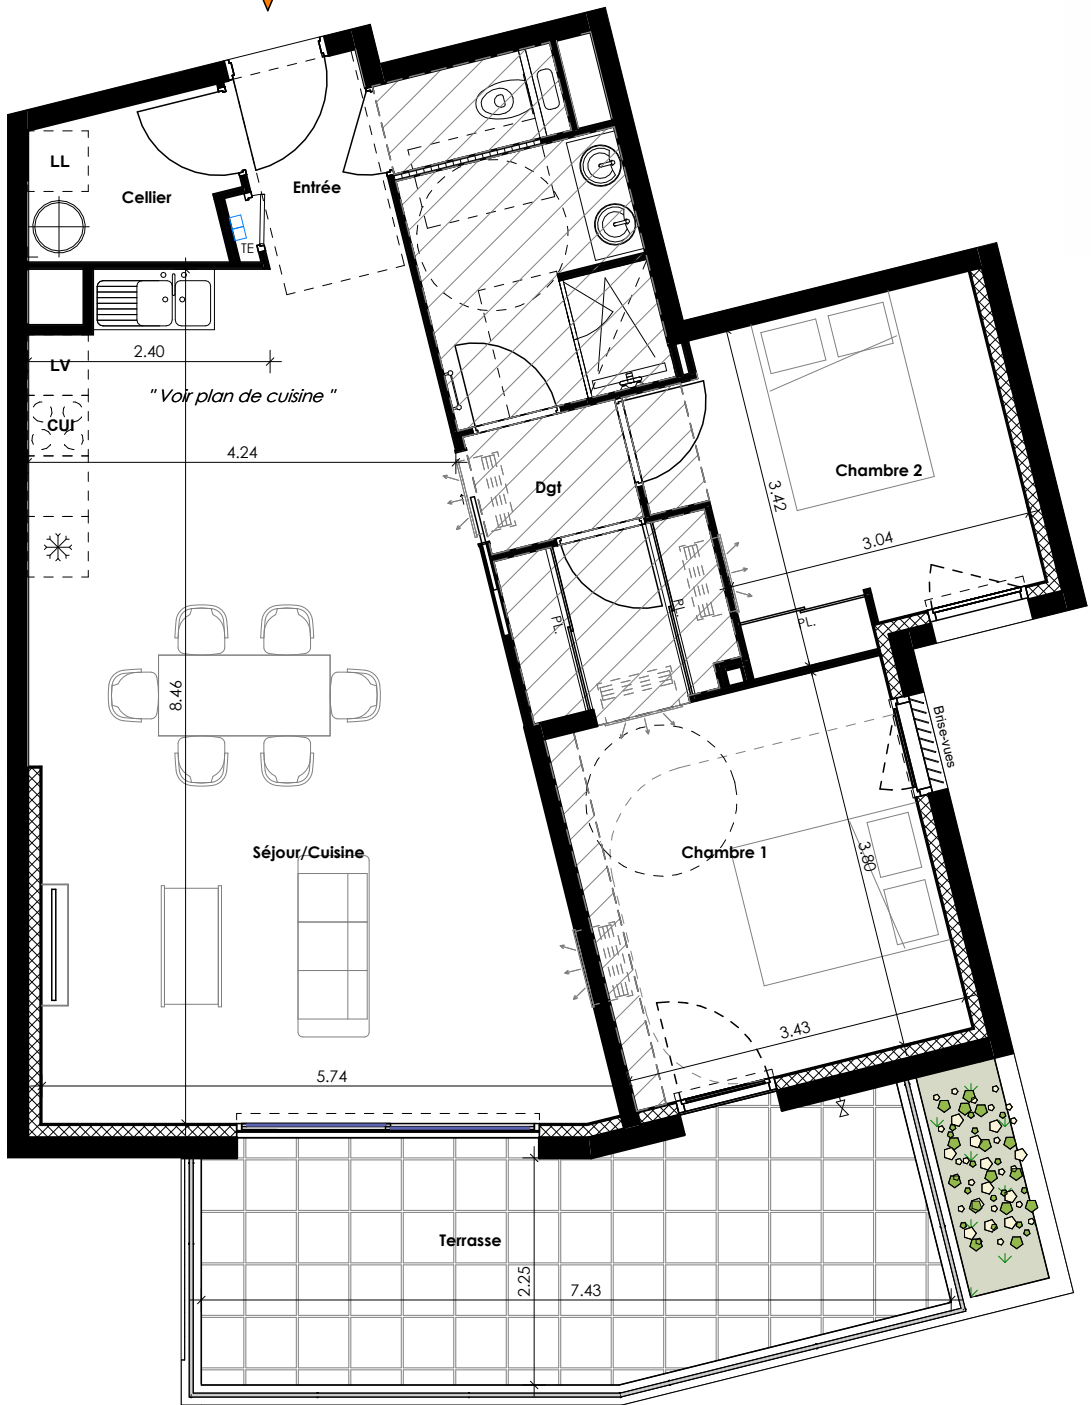 LL
Cellier
Entrée
TE
2.40
LV
"Voir plan de cuisine "
CUI
4.24
Dgt
Chambre 2
3.42
3.04
PL.
PL.
PL.
8.46
Brise-vues
Séjour/Cuisine
Chambre 1
3.80
3.43
5.74
Terrasse
2.25
7.43